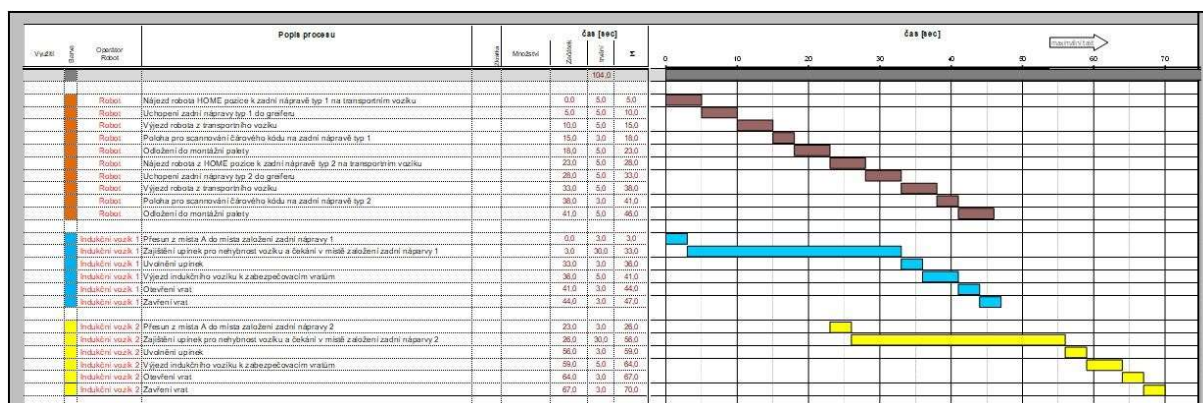 Popis procesu čas [sec] čas [sec]
Využití Barva Operátor Robot Zkratka Množství Začátek trvání Σ maximální takt
0 10 20 30 40 50 60 70
104,0
Robot Nájezd robota HOME pozice k zadní nápravě typ 1 na transportním vozíku 0,0 5,0 5,0
Robot Uchopení zadní nápravy typ 1 do greiferu 5,0 5,0 10,0
Robot Výjezd robota z transportního vozíku 10,0 5,0 15,0
Robot Poloha pro scannování čárového kódu na zadní nápravě typ 1 15,0 3,0 18,0
Robot Odložení do montážní palety 18,0 5,0 23,0
Robot Nájezd robota z HOME pozice k zadní nápravě typ 2 na transportním vozíku 23,0 5,0 28,0
Robot Uchopení zadní nápravy typ 2 do greiferu 28,0 5,0 33,0
Robot Výjezd robota z transportního vozíku 33,0 5,0 38,0
Robot Poloha pro scannování čárového kódu na zadní nápravě typ 2 38,0 3,0 41,0
Robot Odložení do montážní palety 41,0 5,0 46,0
Indukční vozík 1 Přesun z místa A do místa založení zadní nápravy 1 0,0 3,0 3,0
Indukční vozík 1 Zajištění upínek pro nehybnost vozíku a čekání v místě založení zadní náparvy 1 3,0 30,0 33,0
Indukční vozík 1 Uvolnění upínek 33,0 3,0 36,0
Indukční vozík 1 Výjezd indukčního vozíku k zabezpečovacím vratům 36,0 5,0 41,0
Indukční vozík 1 Otevření vrat 41,0 3,0 44,0
Indukční vozík 1 Zavření vrat 44,0 3,0 47,0
Indukční vozík 2 Přesun z místa A do místa založení zadní nápravy 2 23,0 3,0 26,0
Indukční vozík 2 Zajištění upínek pro nehybnost vozíku a čekání v místě založení zadní náparvy 2 26,0 30,0 56,0
Indukční vozík 2 Uvolnění upínek 56,0 3,0 59,0
Indukční vozík 2 Výjezd indukčního vozíku k zabezpečovacím vratům 59,0 5,0 64,0
Indukční vozík 2 Otevření vrat 64,0 3,0 67,0
Indukční vozík 2 Zavření vrat 67,0 3,0 70,0